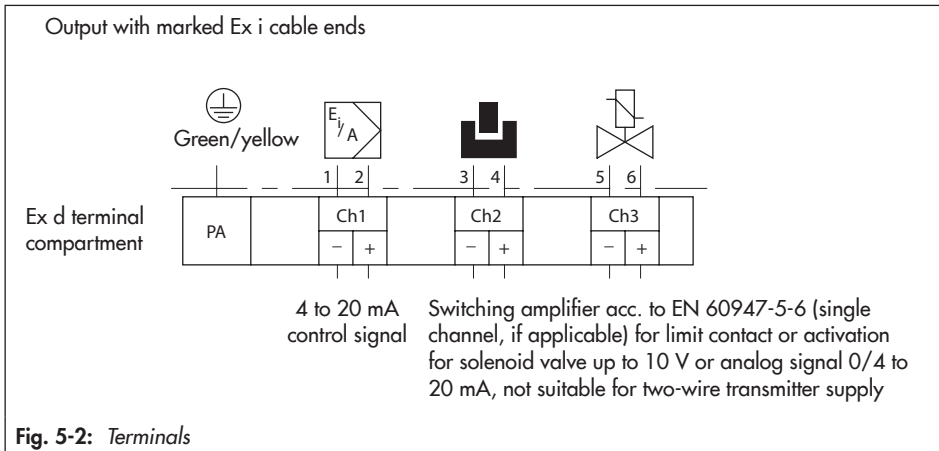 Output with marked Ex i cable ends
Green/yellow
E i / A
1 2 3 4 5 6
Ex d terminal
compartment
PA Ch1 Ch2 Ch3
− + − + − +
4 to 20 mA
control signal
Switching amplifier acc. to EN 60947-5-6 (single
channel, if applicable) for limit contact or activation
for solenoid valve up to 10 V or analog signal 0/4 to
20 mA, not suitable for two-wire transmitter supply
Fig. 5-2: Terminals